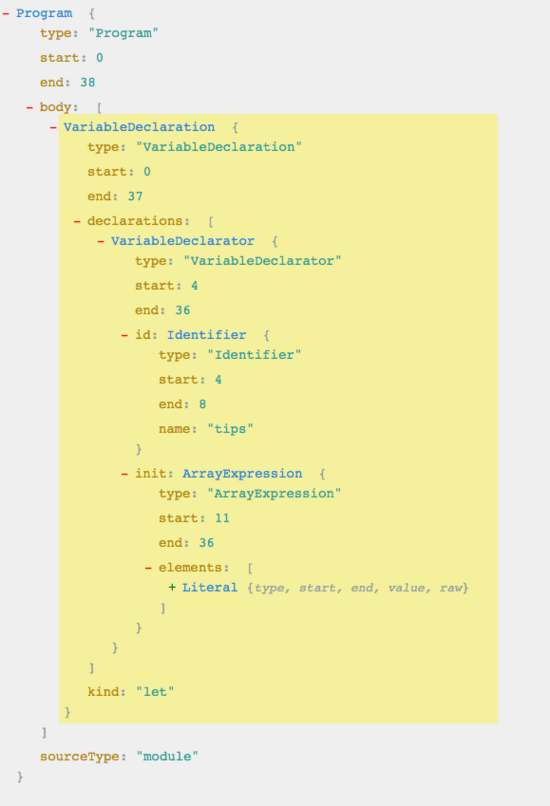 - Program {
type: "Program"
start: 0
end: 38
- body: [
- VariableDeclaration {
type: "VariableDeclaration"
start: 0
end: 37
- declarations: [
- VariableDeclarator {
type: "VariableDeclarator"
start: 4
end: 36
- id: Identifier {
type: "Identifier"
start: 4
end: 8
name: "tips"
}
- init: ArrayExpression {
type: "ArrayExpression"
start: 11
end: 36
- elements: [
+ Literal {type, start, end, value, raw}
]
}
}
]
kind: "let"
}
]
sourceType: "module"
}